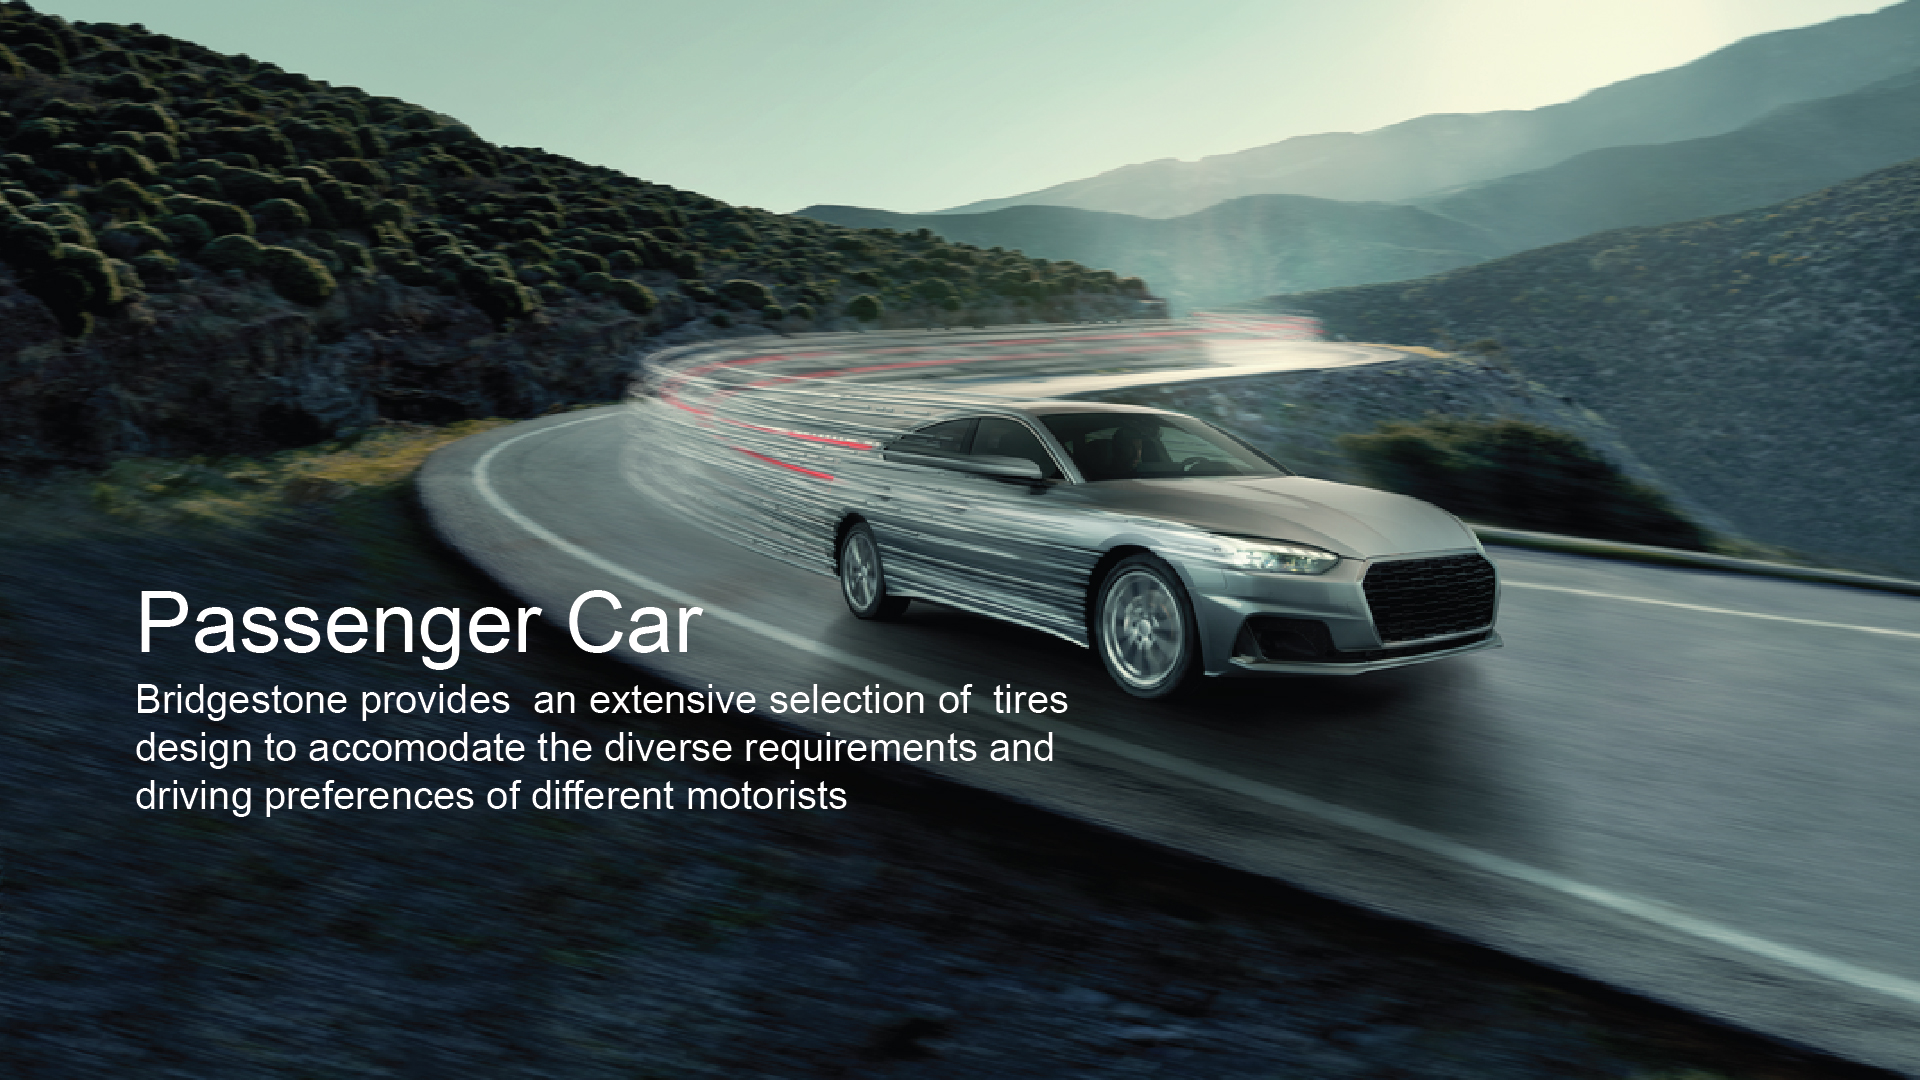 Passenger Car
Bridgestone provides  an extensive selection of  tires
design to accomodate the diverse requirements and
driving preferences of different motorists